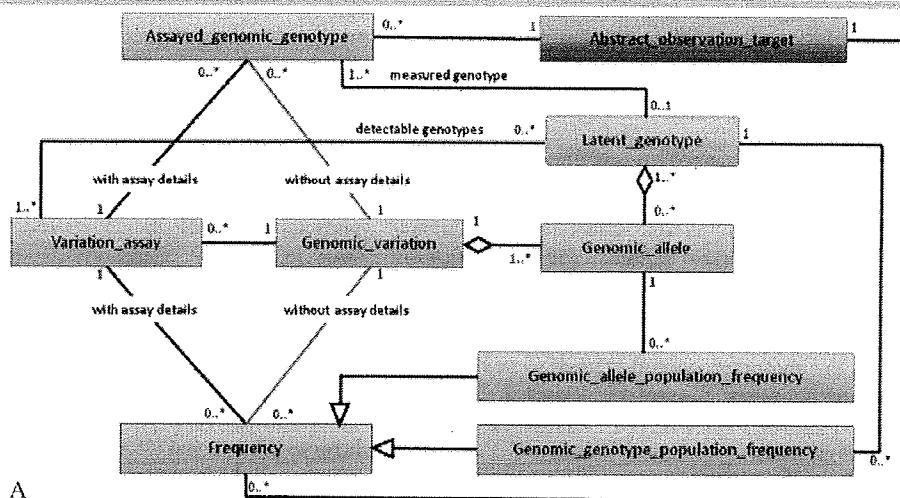 0..* 1 1
Assayed_genomic_genotype Abstract_observation_target
0..* 0..* 1..* measured genotype
0..1
detectable genotypes 0..* 1
Latent_genotype
with assay details without assay details 1..*
1..* 1 1 0..*
0..* 1 1
Variation_assay Genomic_variation Genomic_allele
1..*
1 1 1
with assay details without assay details
0..*
Genomic_allele_population_frequency
0..* 0..*
Frequency Genomic_genotype_population_frequency
0..*
A 0..*